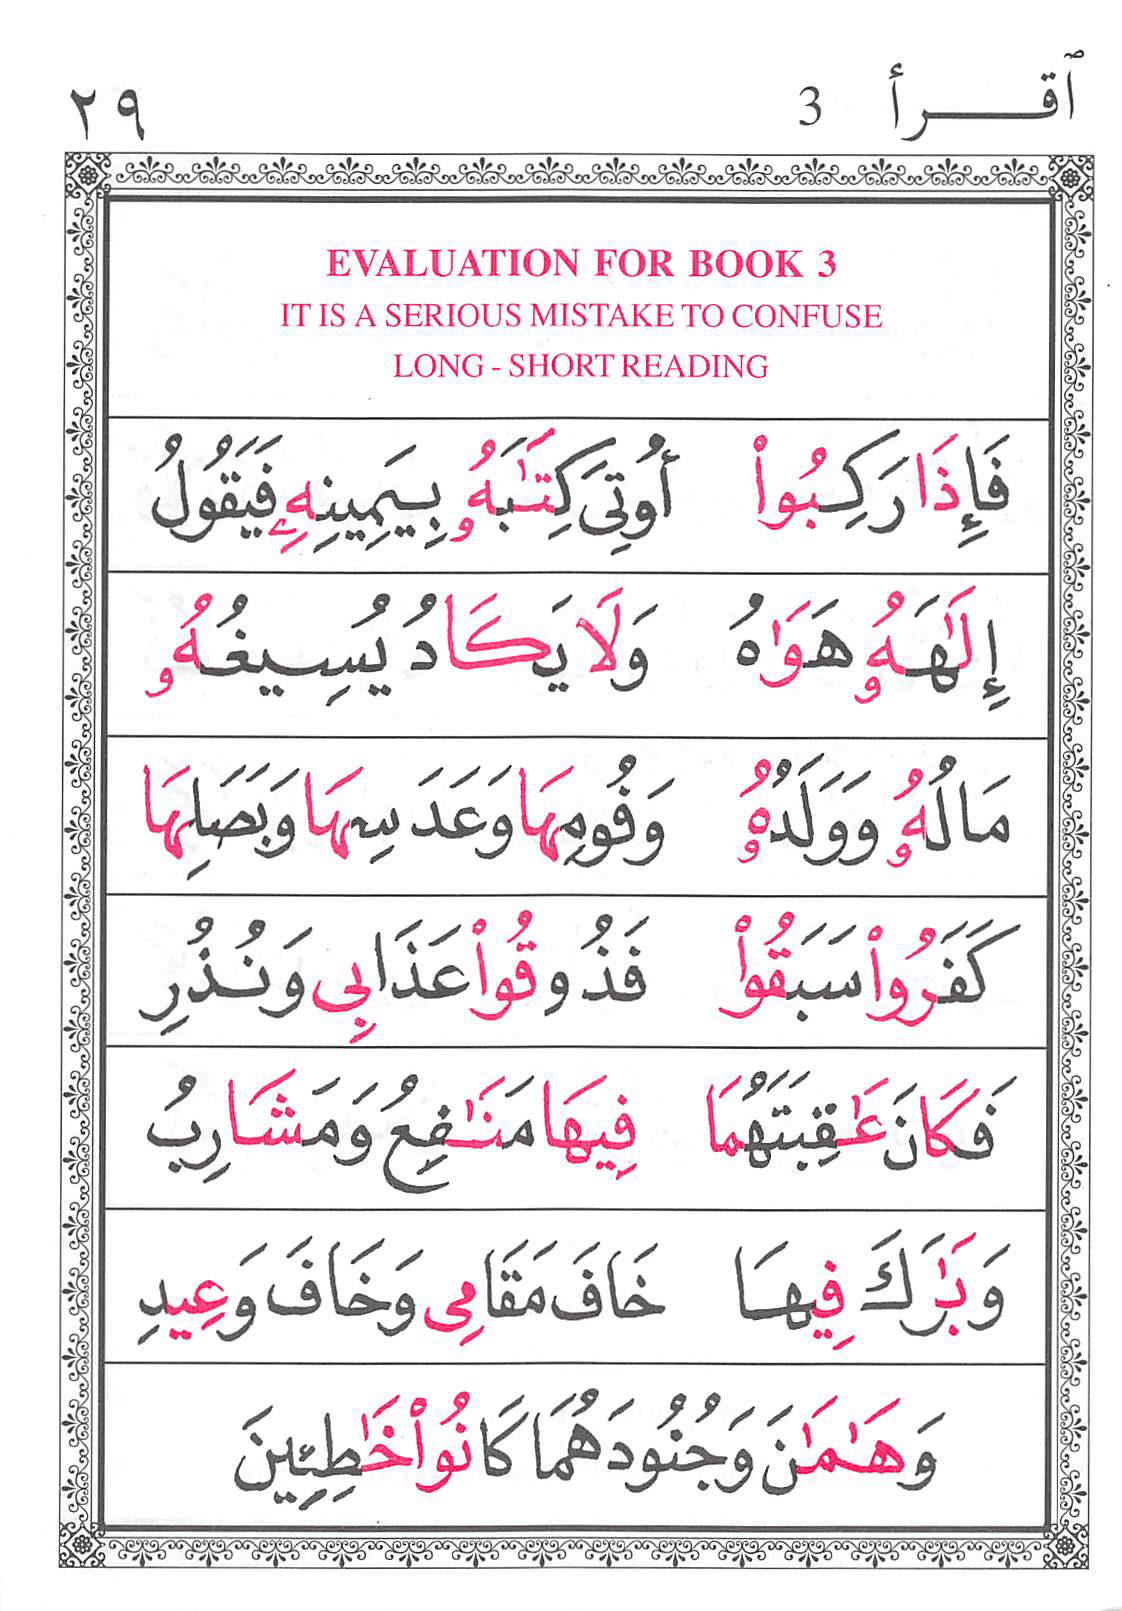 ٱقـــرأ 3 ٢٩
EVALUATION FOR BOOK 3
IT IS A SERIOUS MISTAKE TO CONFUSE
LONG - SHORT READING
فَإِذَا رَكِبُوا۟ أُوتِىَ كِتَـٰبَهُۥ بِيَمِينِهِۦ فَيَقُولُ
إِلَـٰهَهُۥ هَوَىٰهُ وَلَا يَكَادُ يُسِيغُهُۥ
مَالُهُۥ وَوَلَدُهُۥ وَفُومِهَا وَعَدَسِهَا وَبَصَلِهَا
كَفَرُوا۟ سَبَقُوا۟ فَذُوقُوا۟ عَذَابِى وَنُذُرِ
فَكَانَ عَـٰقِبَتَهُمَا فِيهَا مَنَـٰفِعُ وَمَشَارِبُ
وَبَـٰرَكَ فِيهَا خَافَ مَقَامِى وَخَافَ وَعِيدِ
وَهَـٰمَـٰنَ وَجُنُودَهُمَا كَانُوا۟ خَـٰطِـِٔينَ